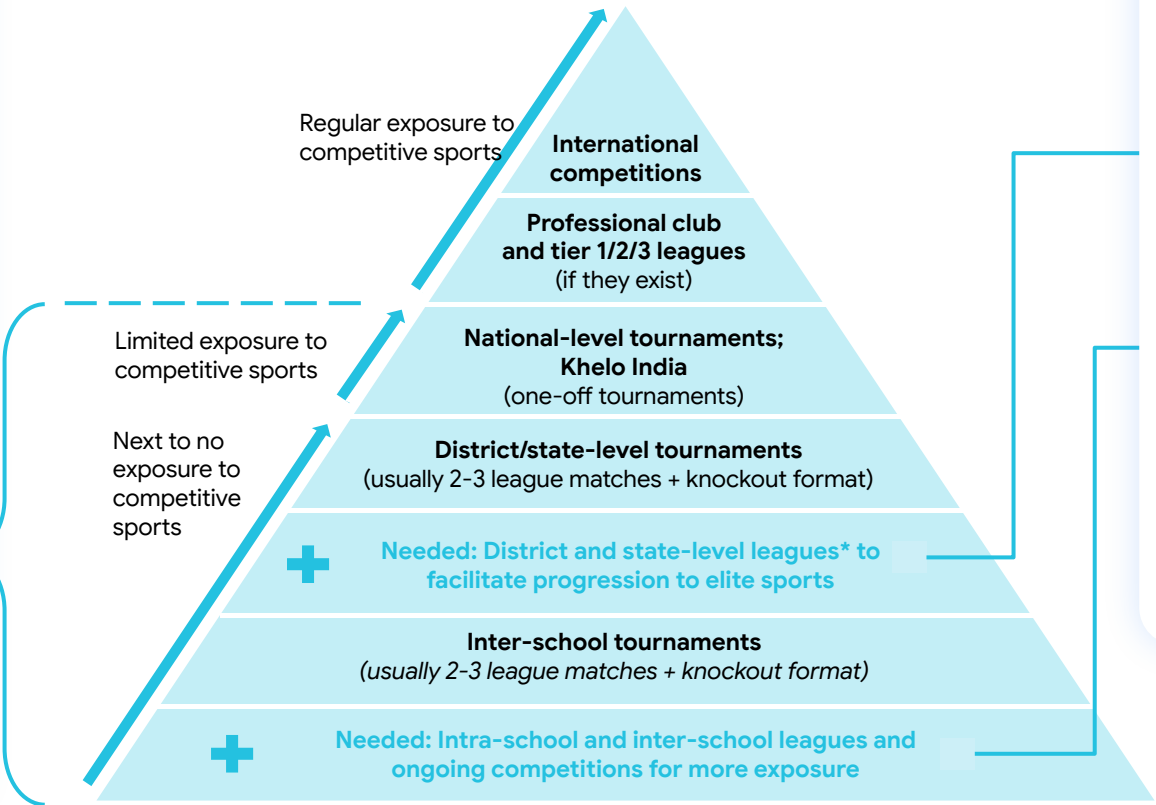 Regular exposure to
competitive sports
International
competitions
Professional club
and tier 1/2/3 leagues
(if they exist)
Limited exposure to
competitive sports
National-level tournaments;
Khelo India
(one-off tournaments)
Next to no
exposure to
competitive
sports
District/state-level tournaments
(usually 2-3 league matches + knockout format)
Needed: District and state-level leagues* to
facilitate progression to elite sports
Inter-school tournaments
(usually 2-3 league matches + knockout format)
Needed: Intra-school and inter-school leagues and
ongoing competitions for more exposure